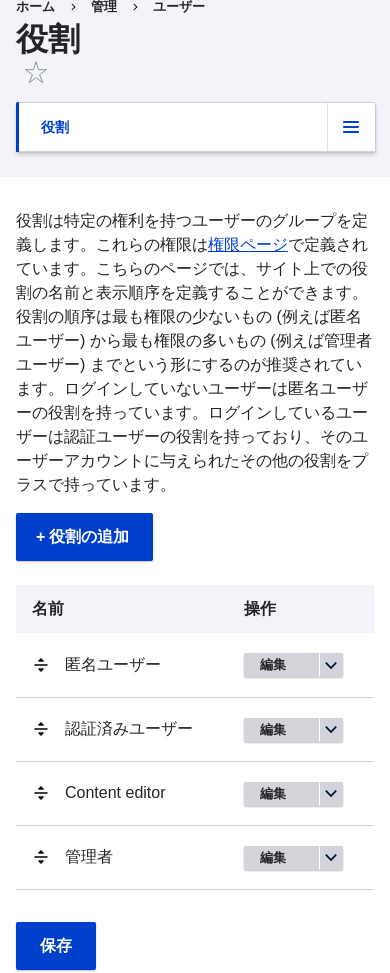 ホーム › 管理 › ユーザー
役割
役割
役割は特定の権利を持つユーザーのグループを定
義します。これらの権限は権限ページで定義され
ています。こちらのページでは、サイト上での役
割の名前と表示順序を定義することができます。
役割の順序は最も権限の少ないもの (例えば匿名
ユーザー) から最も権限の多いもの (例えば管理者
ユーザー) までという形にするのが推奨されてい
ます。ログインしていないユーザーは匿名ユーザ
ーの役割を持っています。ログインしているユー
ザーは認証ユーザーの役割を持っており、そのユ
ーザーアカウントに与えられたその他の役割をプ
ラスで持っています。
+ 役割の追加
名前 操作
匿名ユーザー 編集
認証済みユーザー 編集
Content editor 編集
管理者 編集
保存